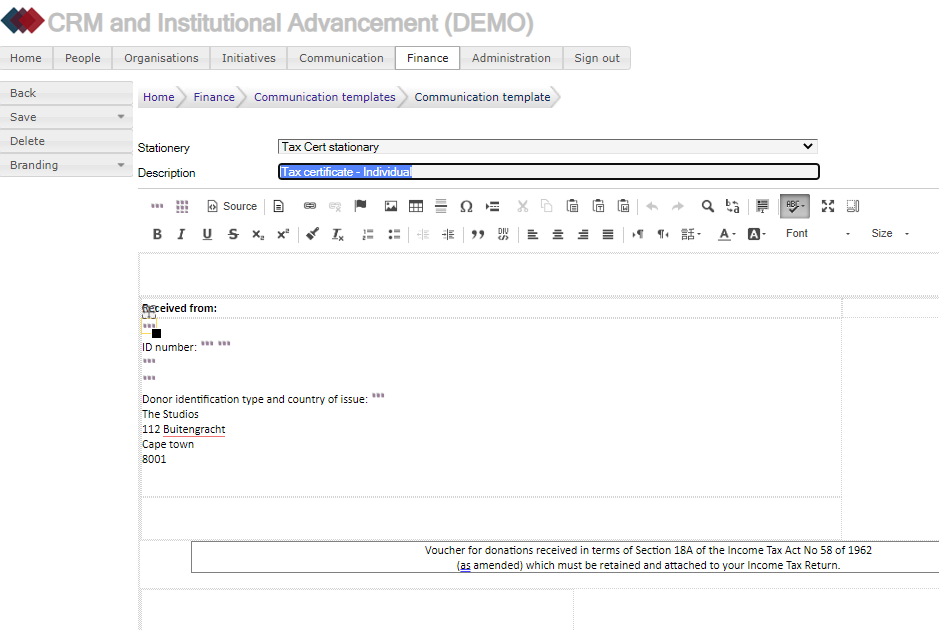 CRM and Institutional Advancement (DEMO)
Home People Organisations Initiatives Communication Finance Administration Sign out
Back
Save
Delete
Branding
Home Finance Communication templates Communication template
Stationery Tax Cert stationary
Description Tax certificate - Individual
Source ABC
B I U S x₂ x² Font Size
Received from:
ID number:
Donor identification type and country of issue:
The Studios
112 Buitengracht
Cape town
8001
Voucher for donations received in terms of Section 18A of the Income Tax Act No 58 of 1962
(as amended) which must be retained and attached to your Income Tax Return.